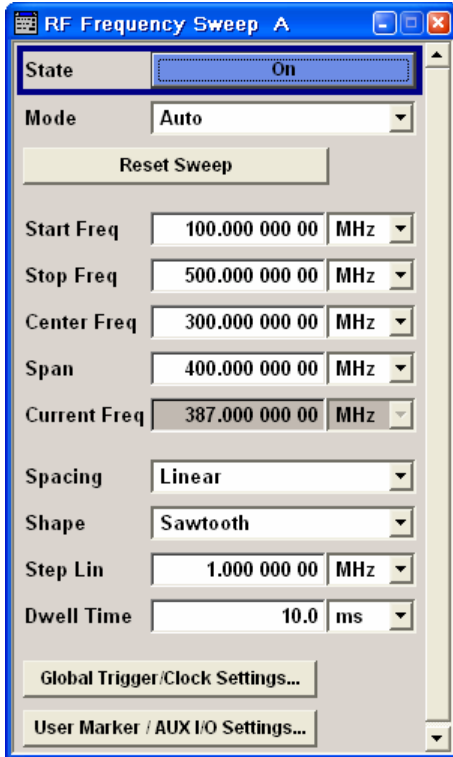 RF Frequency Sweep A
State On
Mode Auto
Reset Sweep
Start Freq 100.000 000 00 MHz
Stop Freq 500.000 000 00 MHz
Center Freq 300.000 000 00 MHz
Span 400.000 000 00 MHz
Current Freq 387.000 000 00 MHz
Spacing Linear
Shape Sawtooth
Step Lin 1.000 000 00 MHz
Dwell Time 10.0 ms
Global Trigger/Clock Settings...
User Marker / AUX I/O Settings...